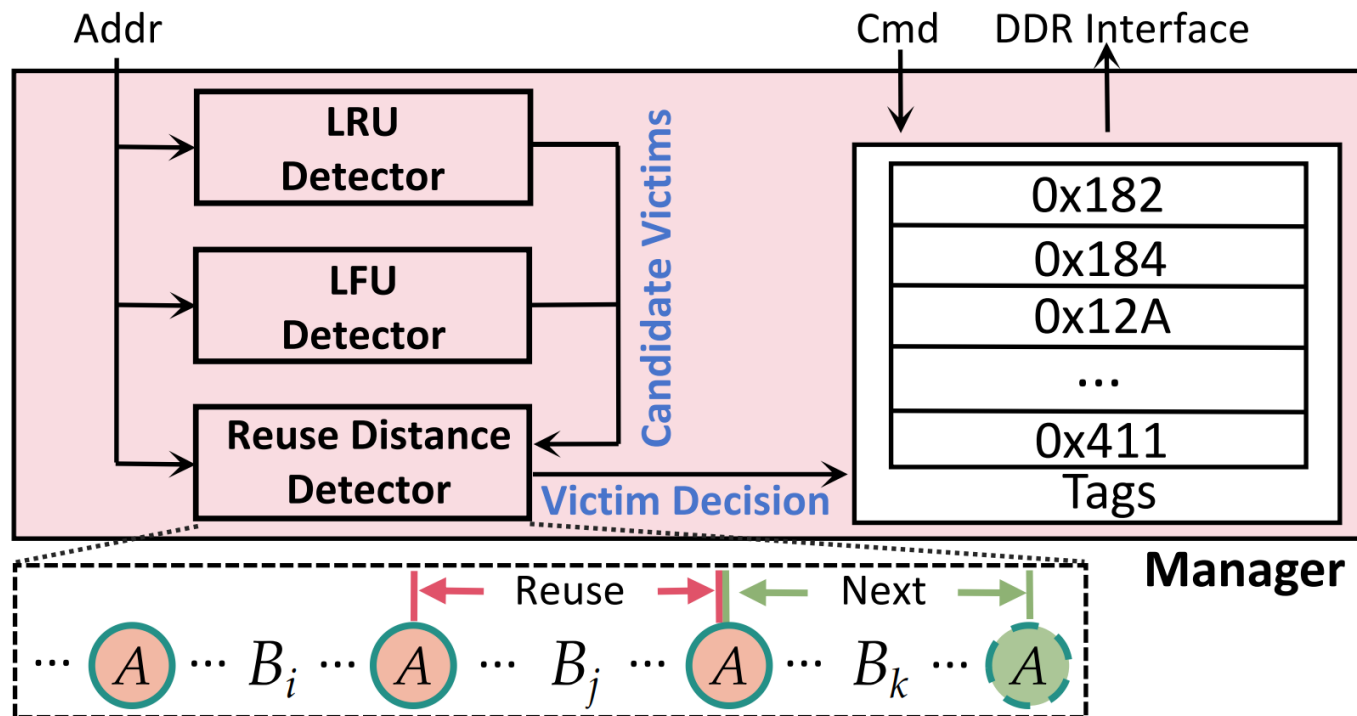 Addr
Cmd
DDR Interface
LRU
Detector
LFU
Detector
Reuse Distance
Detector
Candidate Victims
Victim Decision
0x182
0x184
0x12A
...
0x411
Tags
Manager
Reuse
Next
... A ... B_i ... A ... B_j ... A ... B_k ... A